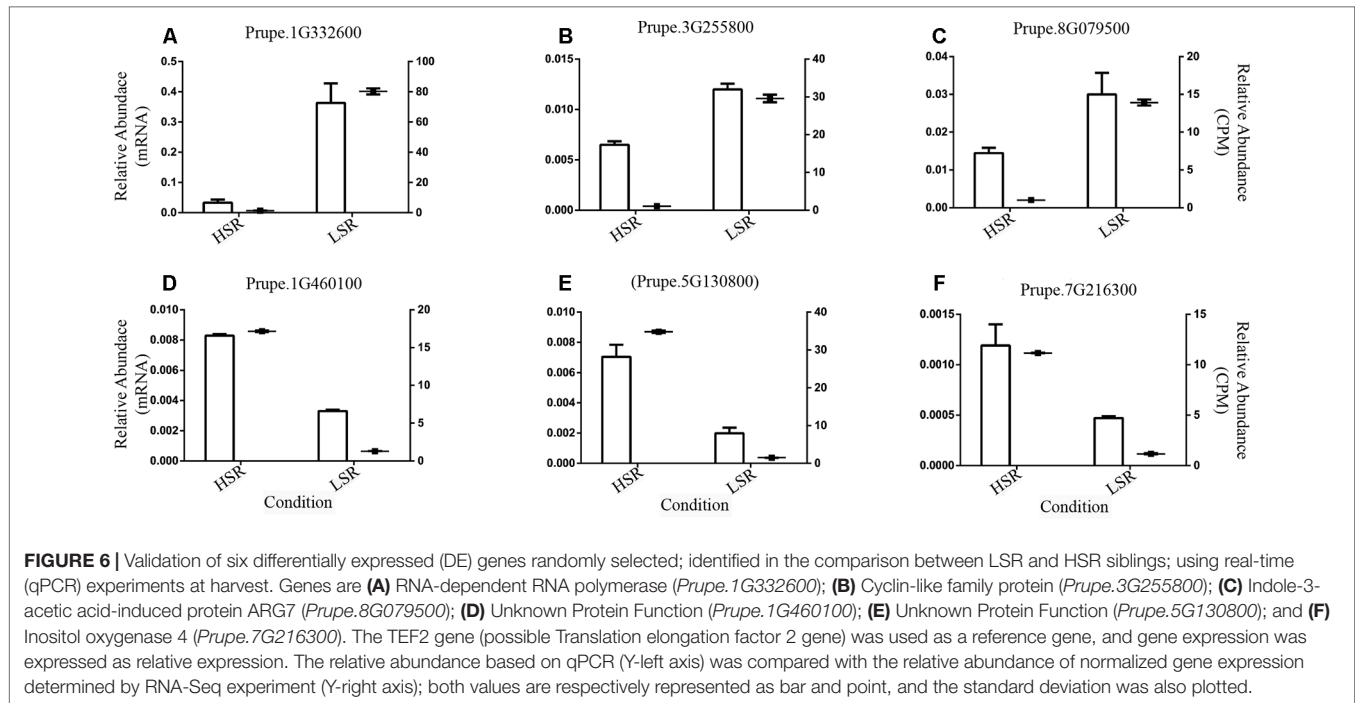 A
Prupe.1G332600
Relative Abundace
(mRNA)
0.5
0.4
0.3
0.2
0.1
0.0
100
80
60
40
20
0
HSR
LSR
B
Prupe.3G255800
0.015
0.010
0.005
0.000
40
30
20
10
0
HSR
LSR
C
Prupe.8G079500
0.04
0.03
0.02
0.01
0.00
20
15
10
5
0
Relative Abundance
(CPM)
HSR
LSR
D
Prupe.1G460100
Relative Abundance
(mRNA)
0.010
0.008
0.006
0.004
0.002
0.000
20
15
10
5
0
HSR
LSR
Condition
E
(Prupe.5G130800)
0.010
0.008
0.006
0.004
0.002
0.000
40
30
20
10
0
HSR
LSR
Condition
F
Prupe.7G216300
0.0015
0.0010
0.0005
0.0000
15
10
5
0
Relative Abundance
(CPM)
HSR
LSR
FIGURE 6 | Validation of six differentially expressed (DE) genes randomly selected; identified in the comparison between LSR and HSR siblings; using real-time
(qPCR) experiments at harvest. Genes are (A) RNA-dependent RNA polymerase (Prupe.1G332600); (B) Cyclin-like family protein (Prupe.3G255800); (C) Indole-3-
acetic acid-induced protein ARG7 (Prupe.8G079500); (D) Unknown Protein Function (Prupe.1G460100); (E) Unknown Protein Function (Prupe.5G130800); and (F)
Inositol oxygenase 4 (Prupe.7G216300). The TEF2 gene (possible Translation elongation factor 2 gene) was used as a reference gene, and gene expression was
expressed as relative expression. The relative abundance based on qPCR (Y-left axis) was compared with the relative abundance of normalized gene expression
determined by RNA-Seq experiment (Y-right axis); both values are respectively represented as bar and point, and the standard deviation was also plotted.